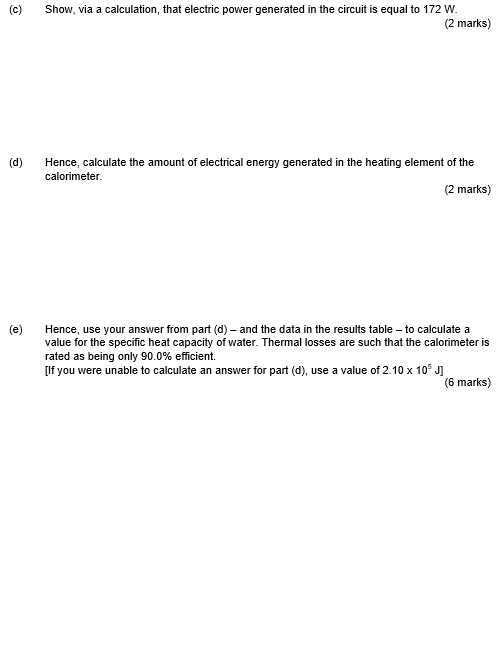 (c) Show, via a calculation, that electric power generated in the circuit is equal to 172 W.
(2 marks)
(d) Hence, calculate the amount of electrical energy generated in the heating element of the
calorimeter.
(2 marks)
(e) Hence, use your answer from part (d) – and the data in the results table – to calculate a
value for the specific heat capacity of water. Thermal losses are such that the calorimeter is
rated as being only 90.0% efficient.
[If you were unable to calculate an answer for part (d), use a value of 2.10 x 10⁵ J]
(6 marks)